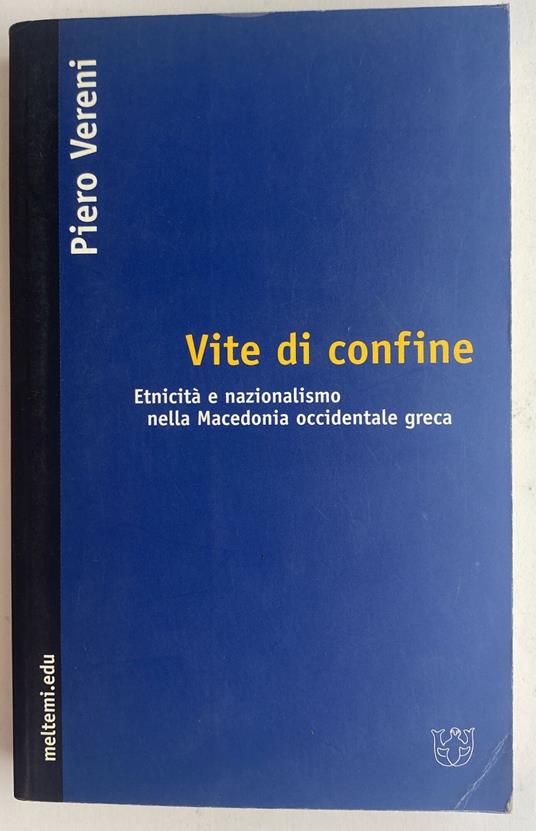 Piero Vereni
Vite di confine
Etnicità e nazionalismo
nella Macedonia occidentale greca
meltemi.edu